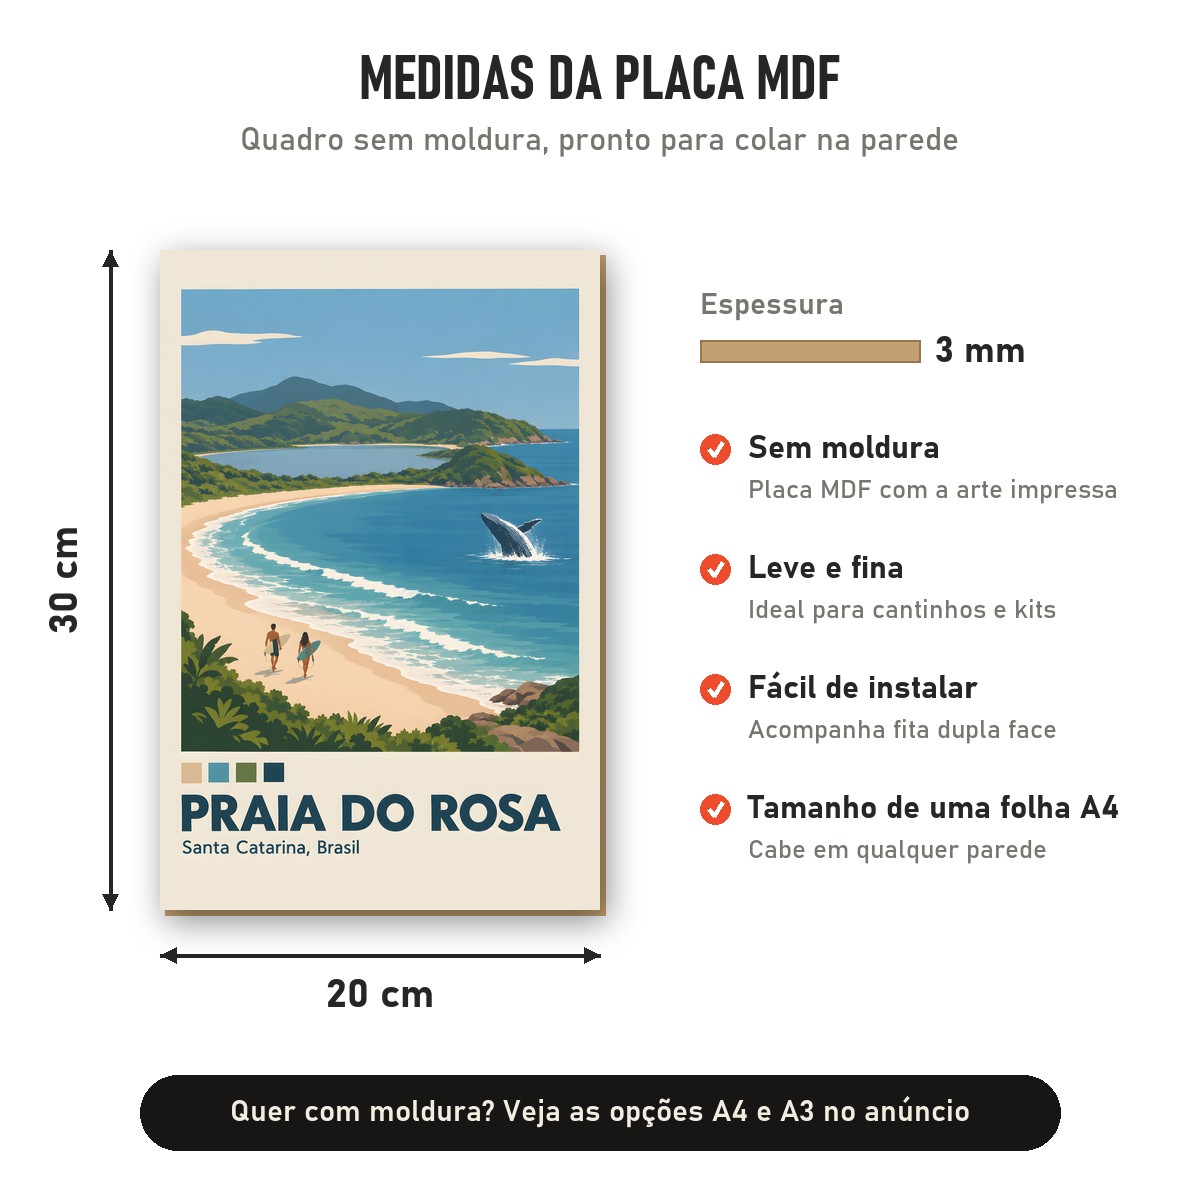 MEDIDAS DA PLACA MDF
Quadro sem moldura, pronto para colar na parede
30 cm
PRAIA DO ROSA
Santa Catarina, Brasil
20 cm
Espessura
3 mm
Sem moldura
Placa MDF com a arte impressa
Leve e fina
Ideal para cantinhos e kits
Fácil de instalar
Acompanha fita dupla face
Tamanho de uma folha A4
Cabe em qualquer parede
Quer com moldura? Veja as opções A4 e A3 no anúncio